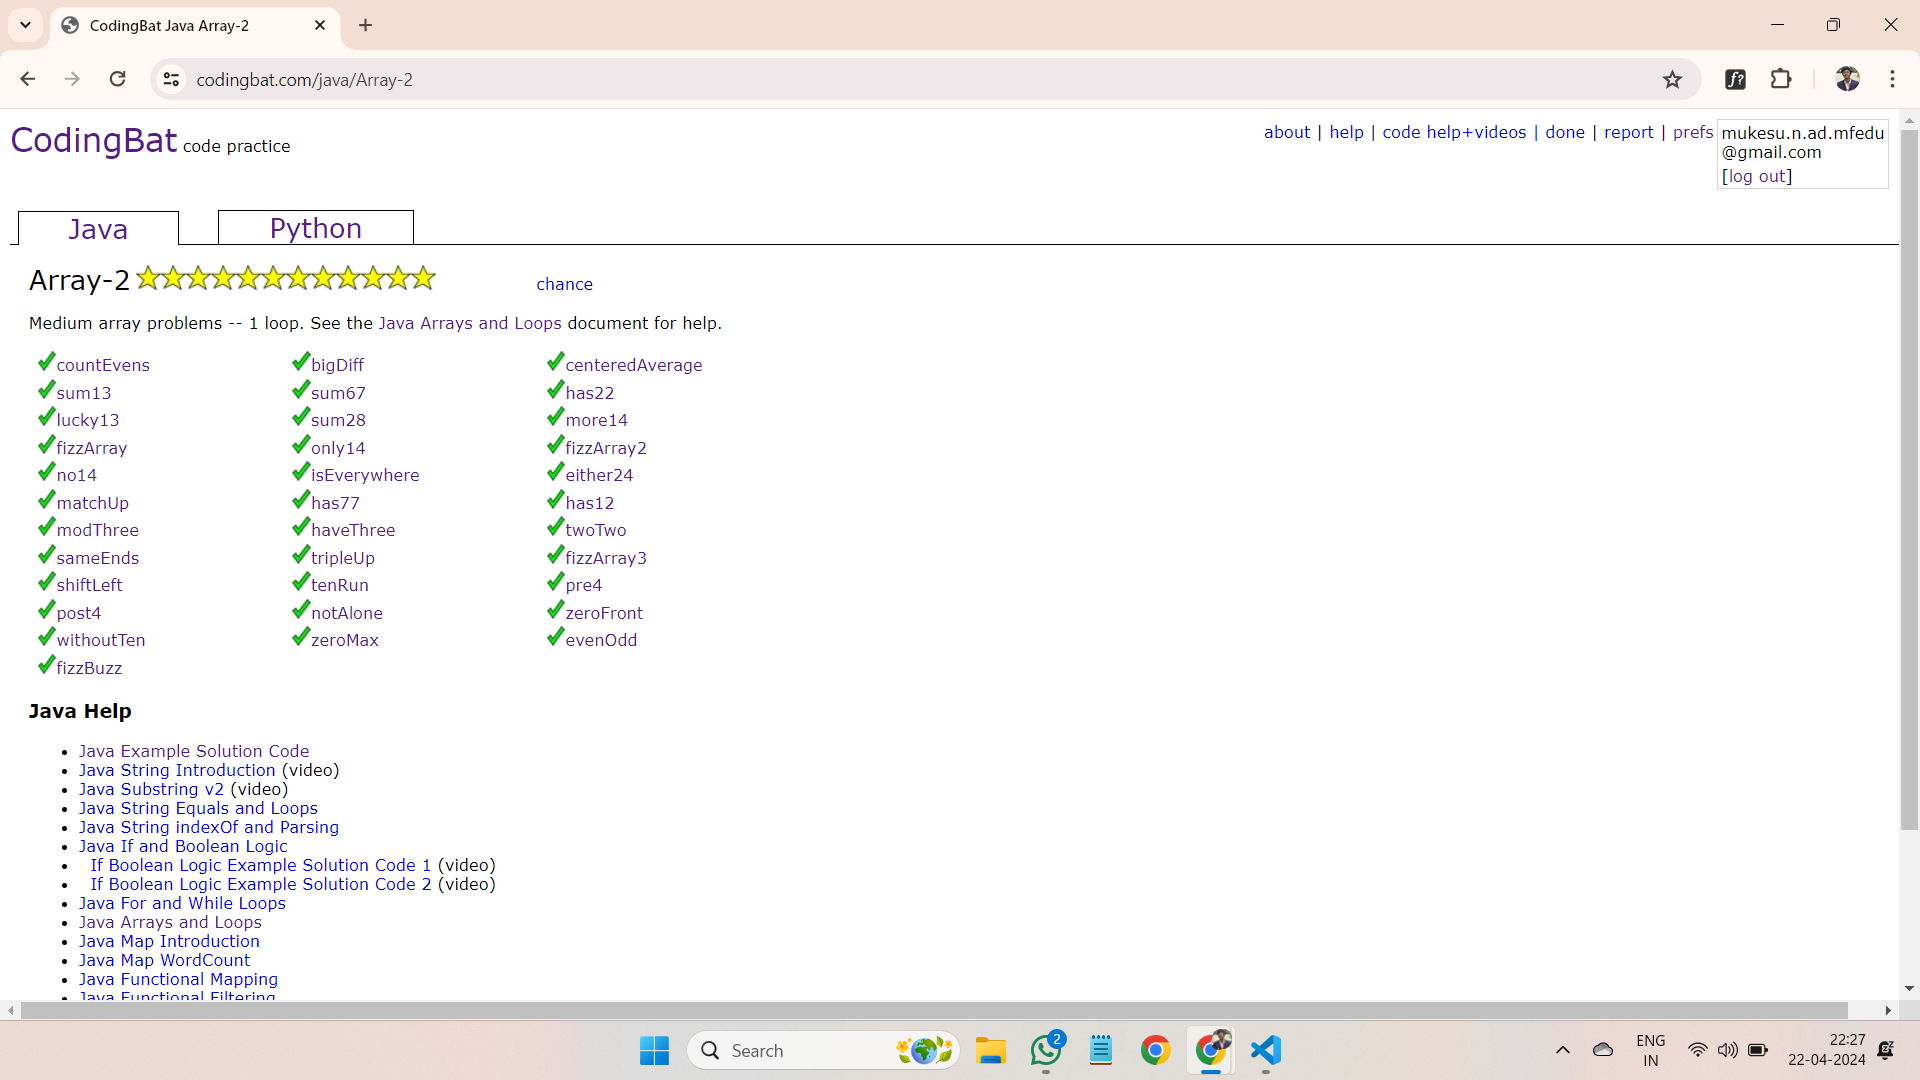 CodingBat Java Array-2
codingbat.com/java/Array-2
f?
CodingBat code practice
about | help | code help+videos | done | report | prefs
mukesu.n.ad.mfedu
@gmail.com
[log out]
Java
Python
Array-2
chance
Medium array problems -- 1 loop. See the Java Arrays and Loops document for help.
countEvens bigDiff centeredAverage
sum13 sum67 has22
lucky13 sum28 more14
fizzArray only14 fizzArray2
no14 isEverywhere either24
matchUp has77 has12
modThree haveThree twoTwo
sameEnds tripleUp fizzArray3
shiftLeft tenRun pre4
post4 notAlone zeroFront
withoutTen zeroMax evenOdd
fizzBuzz
Java Help
Java Example Solution Code
Java String Introduction (video)
Java Substring v2 (video)
Java String Equals and Loops
Java String indexOf and Parsing
Java If and Boolean Logic
If Boolean Logic Example Solution Code 1 (video)
If Boolean Logic Example Solution Code 2 (video)
Java For and While Loops
Java Arrays and Loops
Java Map Introduction
Java Map WordCount
Java Functional Mapping
Java Functional Filtering
Search
2
ENG
IN
22:27
22-04-2024